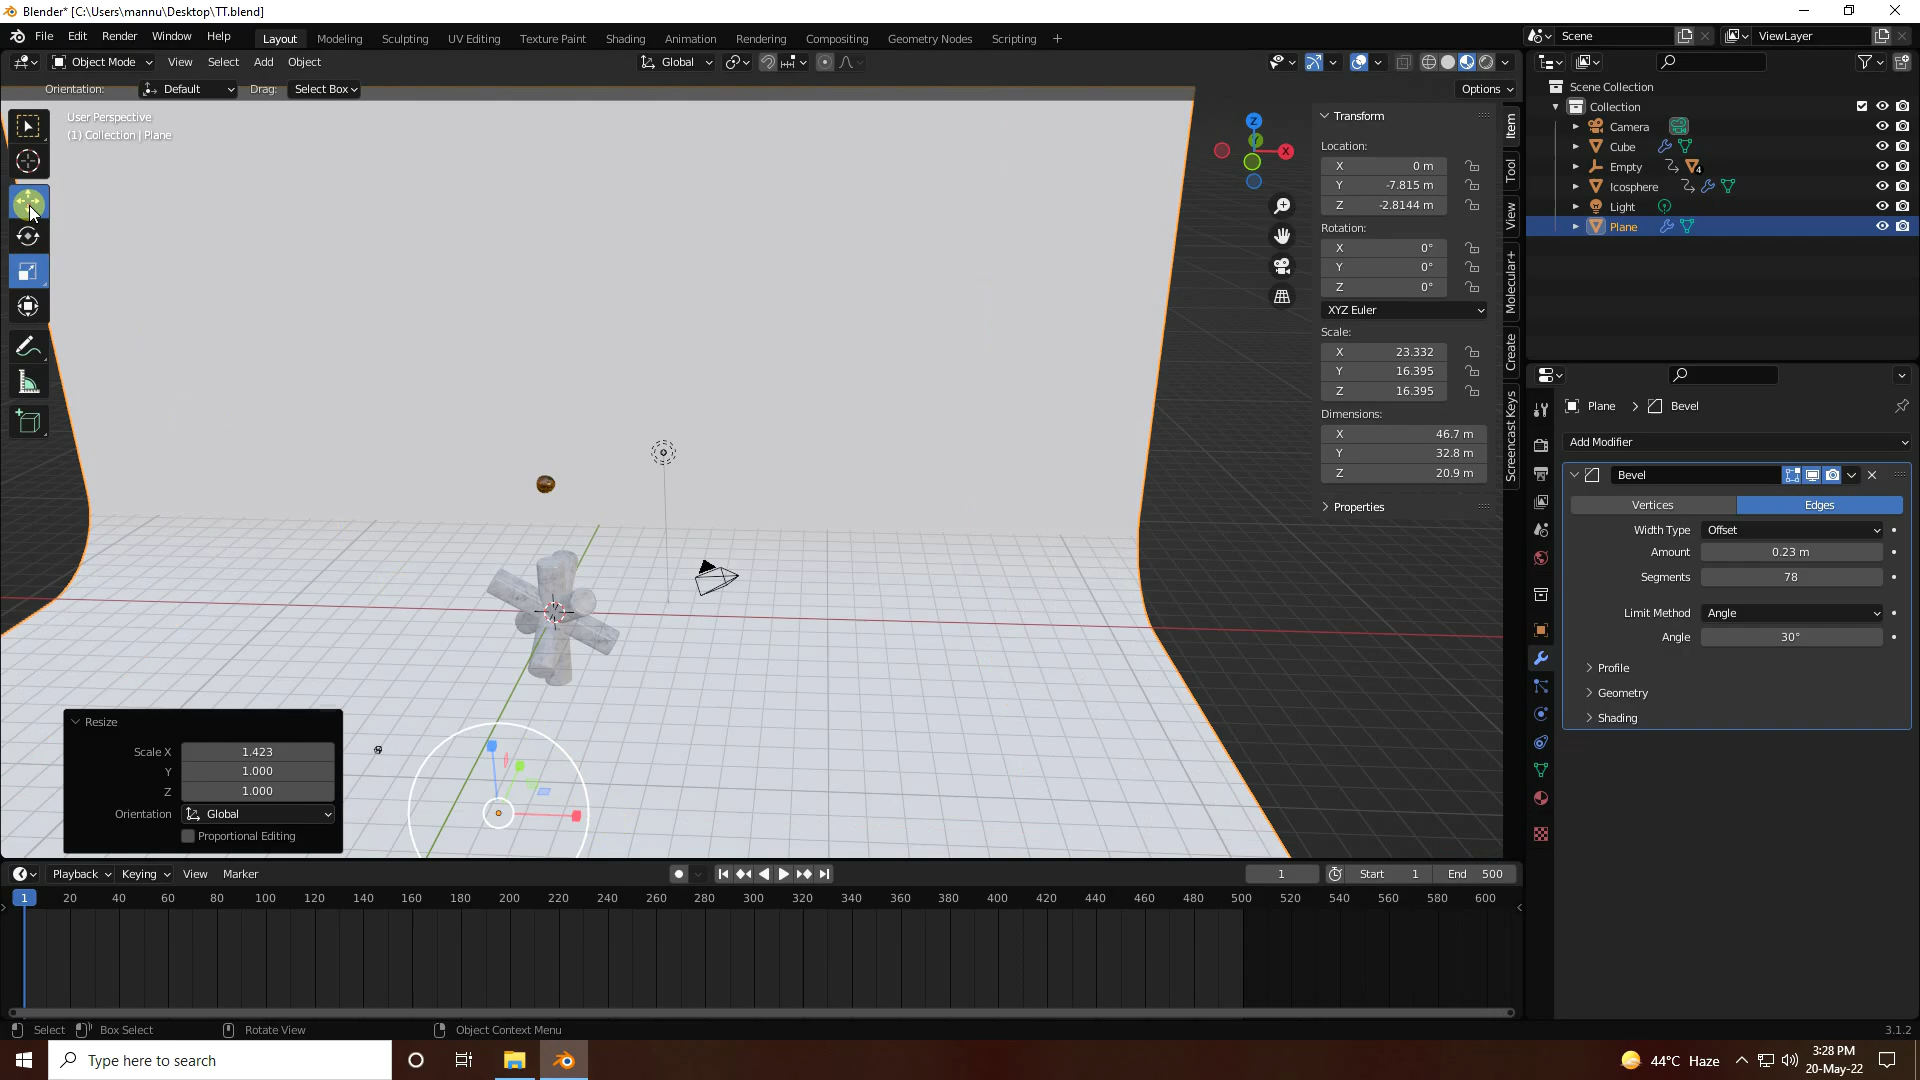 Blender* [C:\Users\mannu\Desktop\TT.blend]
File Edit Render Window Help Layout Modeling Sculpting UV Editing Texture Paint Shading Animation Rendering Compositing Geometry Nodes Scripting +
Scene
ViewLayer
Object Mode View Select Add Object Global
Orientation: Default Drag: Select Box Options
User Perspective
(1) Collection | Plane
Z
X
Transform
Location:
X 0 m
Y -7.815 m
Z -2.8144 m
Rotation:
X 0°
Y 0°
Z 0°
XYZ Euler
Scale:
X 23.332
Y 16.395
Z 16.395
Dimensions:
X 46.7 m
Y 32.8 m
Z 20.9 m
Properties
Item
Tool
View
Molecular+
Create
Screencast Keys
Scene Collection
Collection
Camera
Cube
Empty 4
Icosphere
Light
Plane
Plane Bevel
Add Modifier
Bevel
Vertices Edges
Width Type Offset
Amount 0.23 m
Segments 78
Limit Method Angle
Angle 30°
Profile
Geometry
Shading
Resize
Scale X 1.423
Y 1.000
Z 1.000
Orientation Global
Proportional Editing
Playback Keying View Marker 1 Start 1 End 500
1 20 40 60 80 100 120 140 160 180 200 220 240 260 280 300 320 340 360 380 400 420 440 460 480 500 520 540 560 580 600
Select Box Select Rotate View Object Context Menu 3.1.2
Type here to search
44°C Haze
3:28 PM
20-May-22